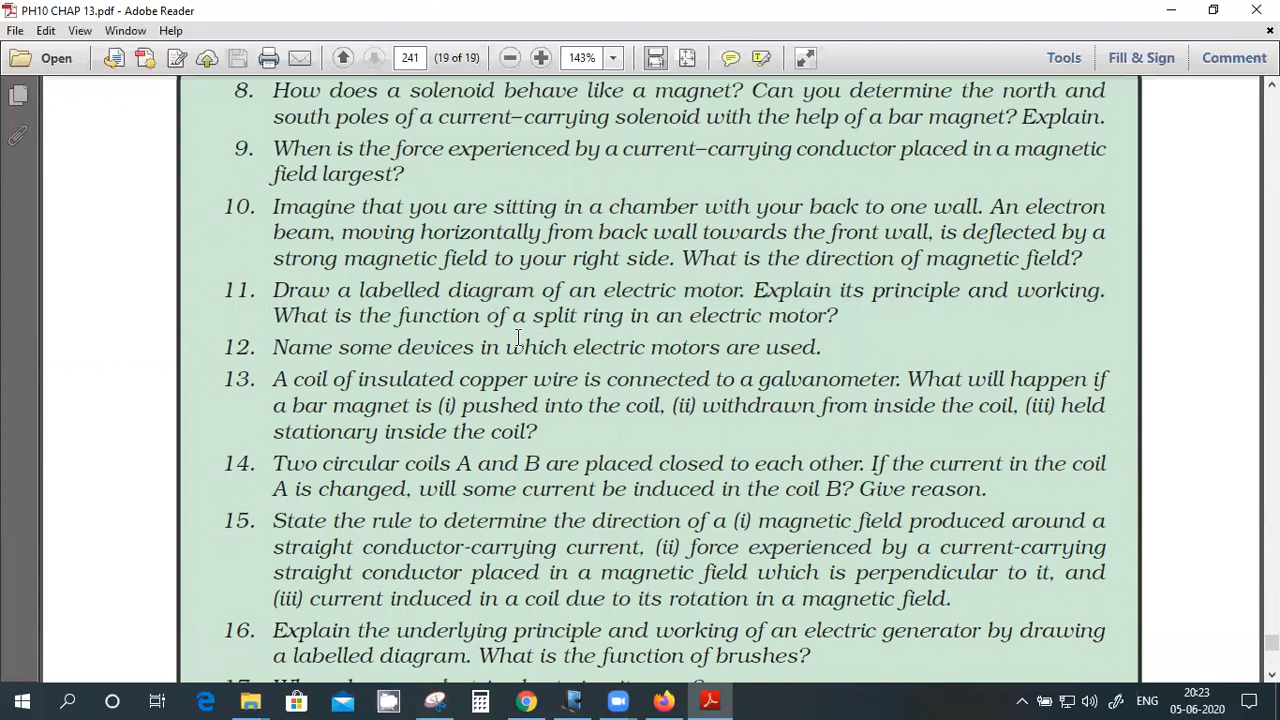 PH10 CHAP 13.pdf - Adobe Reader
File Edit View Window Help
Open 241 (19 of 19) 143% Tools Fill & Sign Comment
8. How does a solenoid behave like a magnet? Can you determine the north and
south poles of a current–carrying solenoid with the help of a bar magnet? Explain.
9. When is the force experienced by a current–carrying conductor placed in a magnetic
field largest?
10. Imagine that you are sitting in a chamber with your back to one wall. An electron
beam, moving horizontally from back wall towards the front wall, is deflected by a
strong magnetic field to your right side. What is the direction of magnetic field?
11. Draw a labelled diagram of an electric motor. Explain its principle and working.
What is the function of a split ring in an electric motor?
12. Name some devices in which electric motors are used.
13. A coil of insulated copper wire is connected to a galvanometer. What will happen if
a bar magnet is (i) pushed into the coil, (ii) withdrawn from inside the coil, (iii) held
stationary inside the coil?
14. Two circular coils A and B are placed closed to each other. If the current in the coil
A is changed, will some current be induced in the coil B? Give reason.
15. State the rule to determine the direction of a (i) magnetic field produced around a
straight conductor-carrying current, (ii) force experienced by a current-carrying
straight conductor placed in a magnetic field which is perpendicular to it, and
(iii) current induced in a coil due to its rotation in a magnetic field.
16. Explain the underlying principle and working of an electric generator by drawing
a labelled diagram. What is the function of brushes?
ENG 20:23
05-06-2020